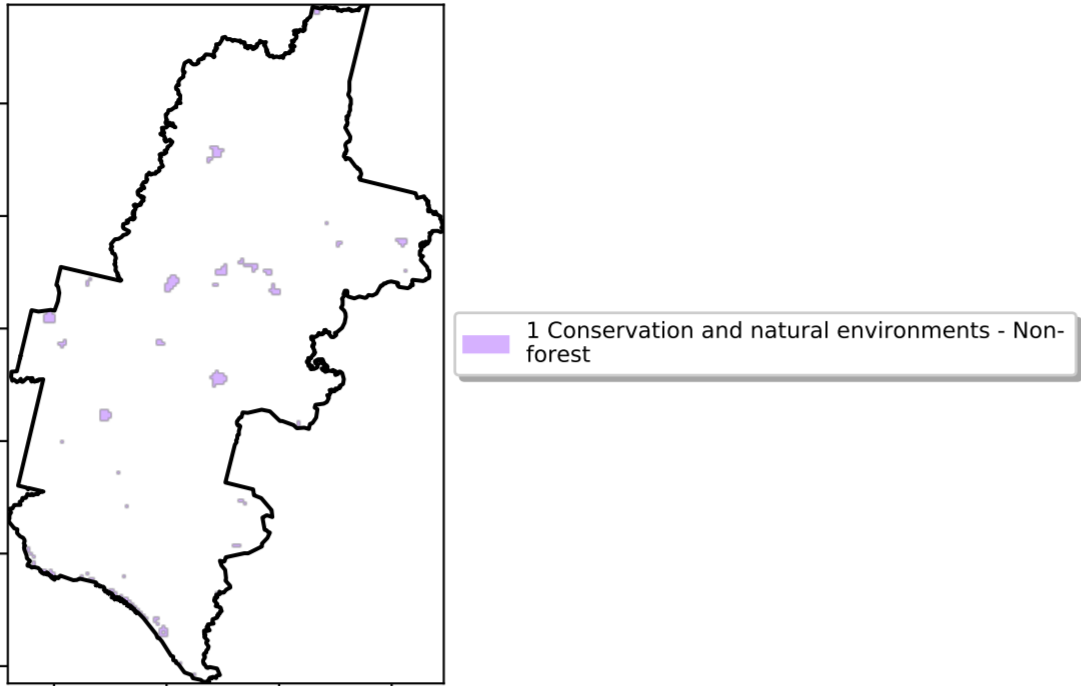 1 Conservation and natural environments - Non-
forest